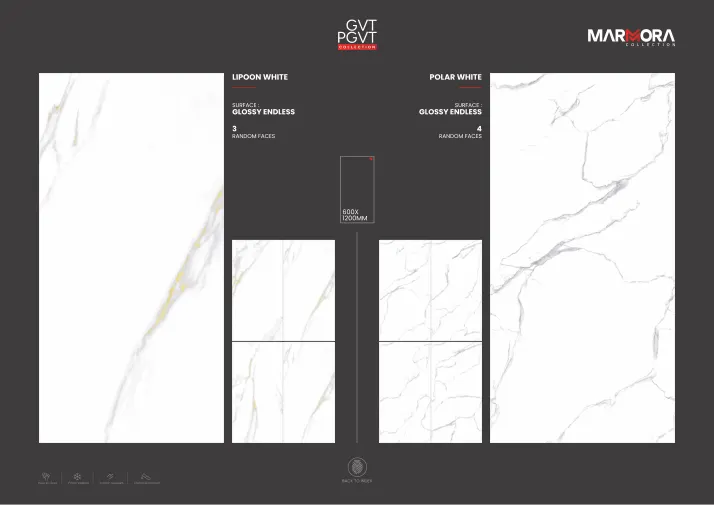 GVT
PGVT
COLLECTION
MARMORA
COLLECTION
LIPOON WHITE
SURFACE :
GLOSSY ENDLESS
3
RANDOM FACES
POLAR WHITE
SURFACE :
GLOSSY ENDLESS
4
RANDOM FACES
600X
1200MM
BACK TO INDEX